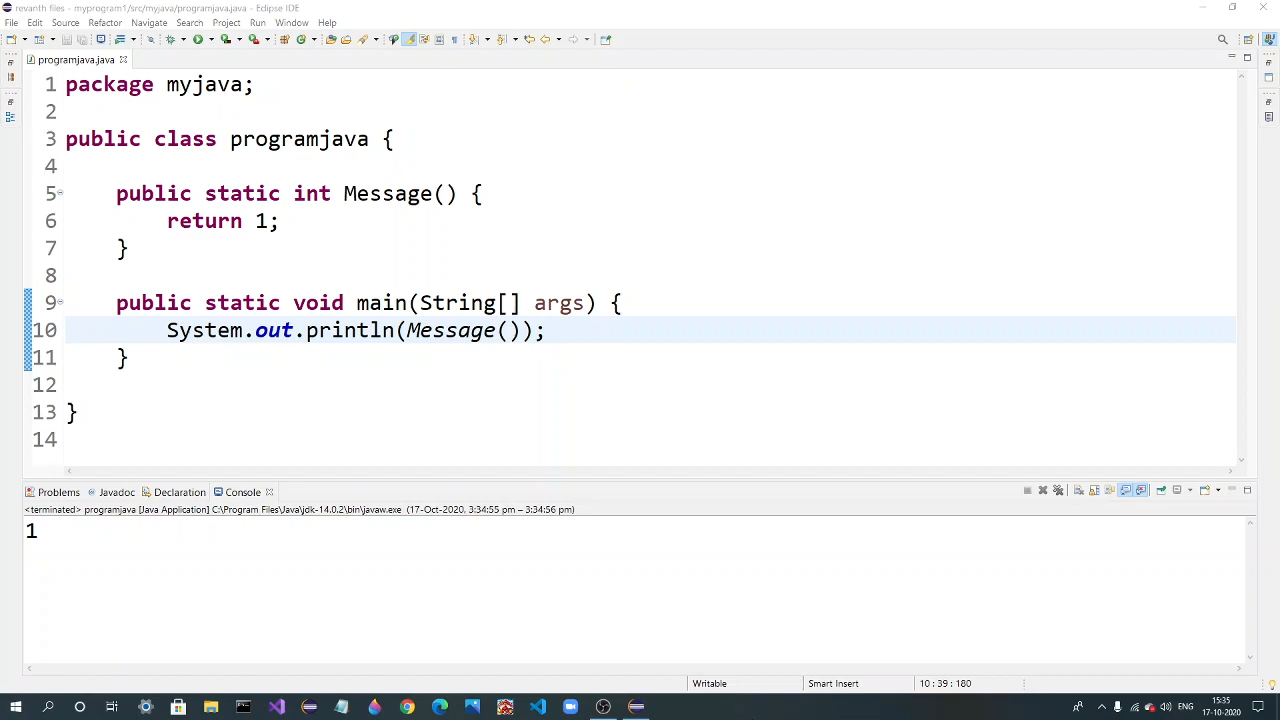 revanth files - myprogram1/src/myjava/programjava.java - Eclipse IDE
File Edit Source Refactor Navigate Search Project Run Window Help
programjava.java
1 package myjava;
2
3 public class programjava {
4
5 public static int Message() {
6 return 1;
7 }
8
9 public static void main(String[] args) {
10 System.out.println(Message());
11 }
12
13 }
14
Problems Javadoc Declaration Console
<terminated> programjava [Java Application] C:\Program Files\Java\jdk-14.0.2\bin\javaw.exe (17-Oct-2020, 3:34:55 pm – 3:34:56 pm)
1
Writable Smart Insert 10 : 39 : 180
ENG 15:35
17-10-2020